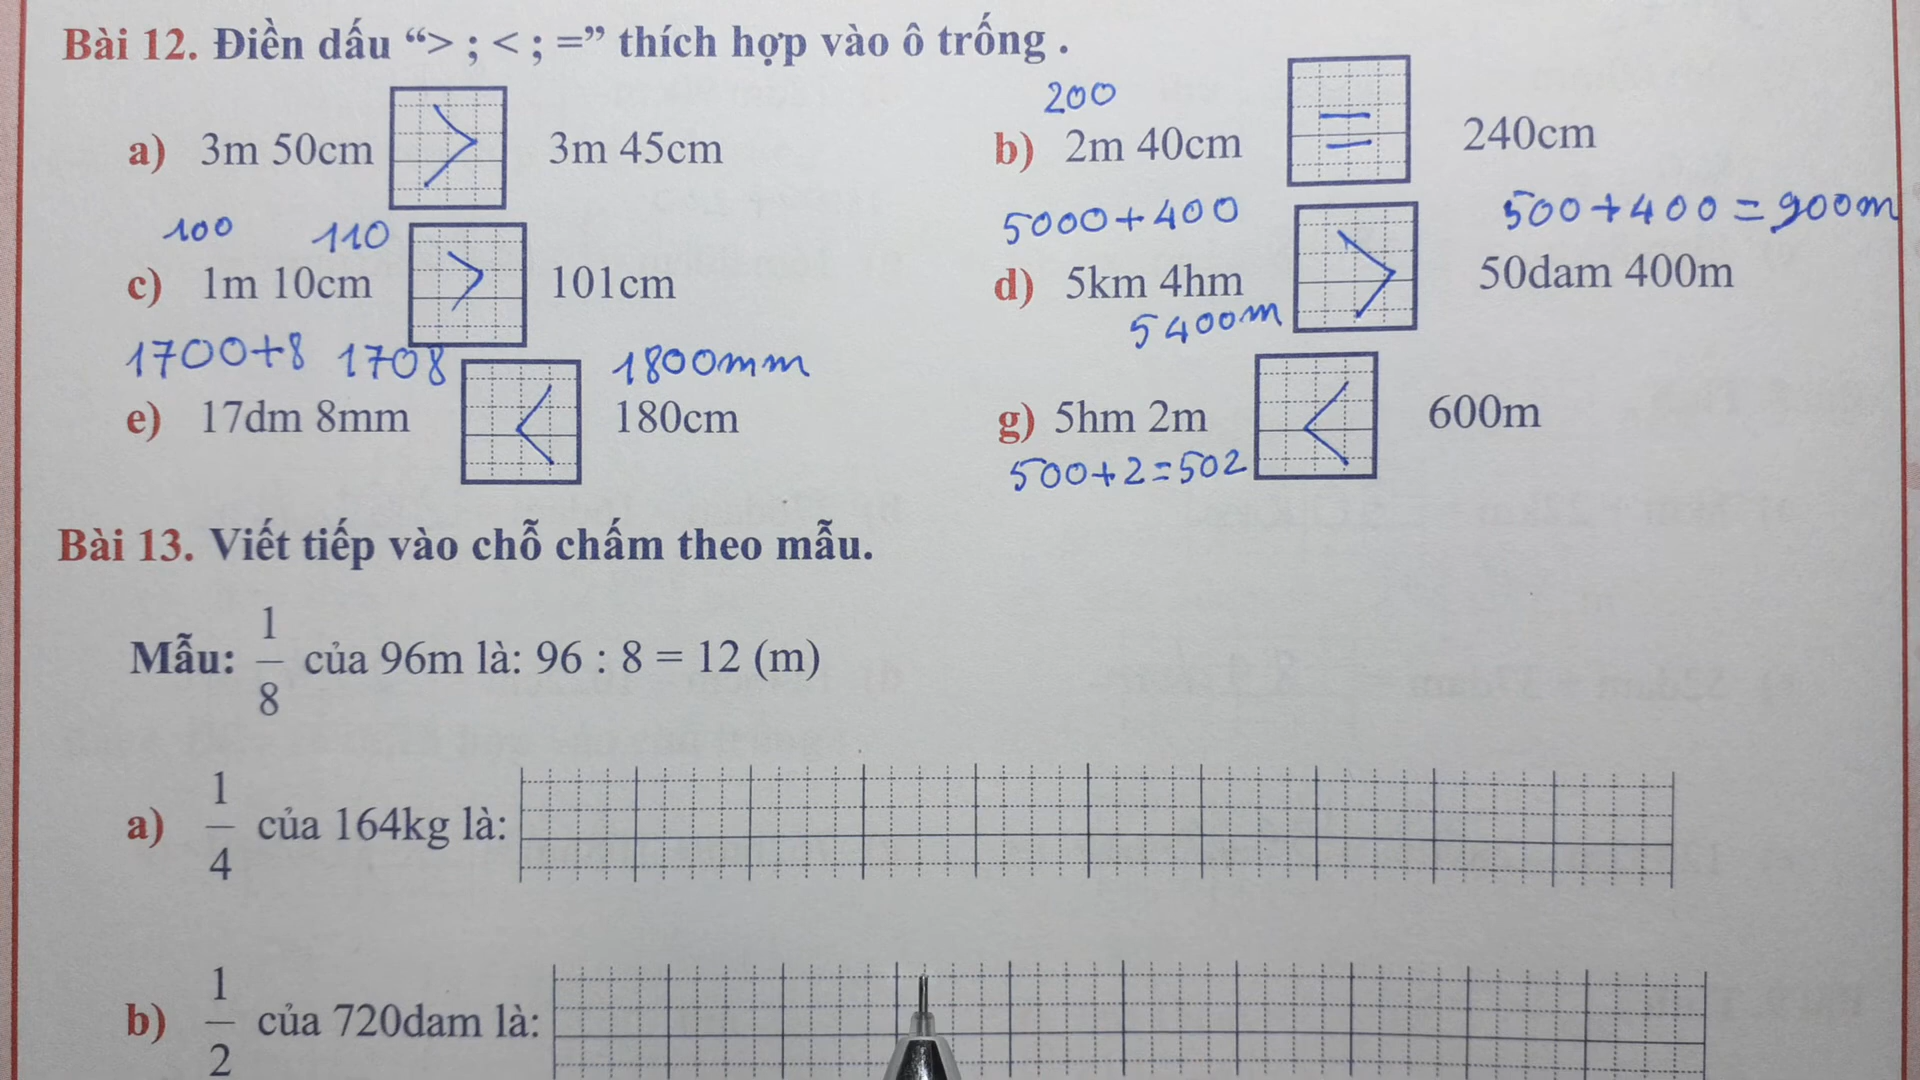 Bài 12. Điền dấu “> ; < ; =” thích hợp vào ô trống .
200
a) 3m 50cm > 3m 45cm b) 2m 40cm = 240cm
100 110 5000+400 500+400=900m
c) 1m 10cm > 101cm d) 5km 4hm > 50dam 400m
5400m
1700+8 1708 1800mm
e) 17dm 8mm < 180cm g) 5hm 2m < 600m
500+2=502
Bài 13. Viết tiếp vào chỗ chấm theo mẫu.
Mẫu: 1/8 của 96m là: 96 : 8 = 12 (m)
a) 1/4 của 164kg là:
b) 1/2 của 720dam là: